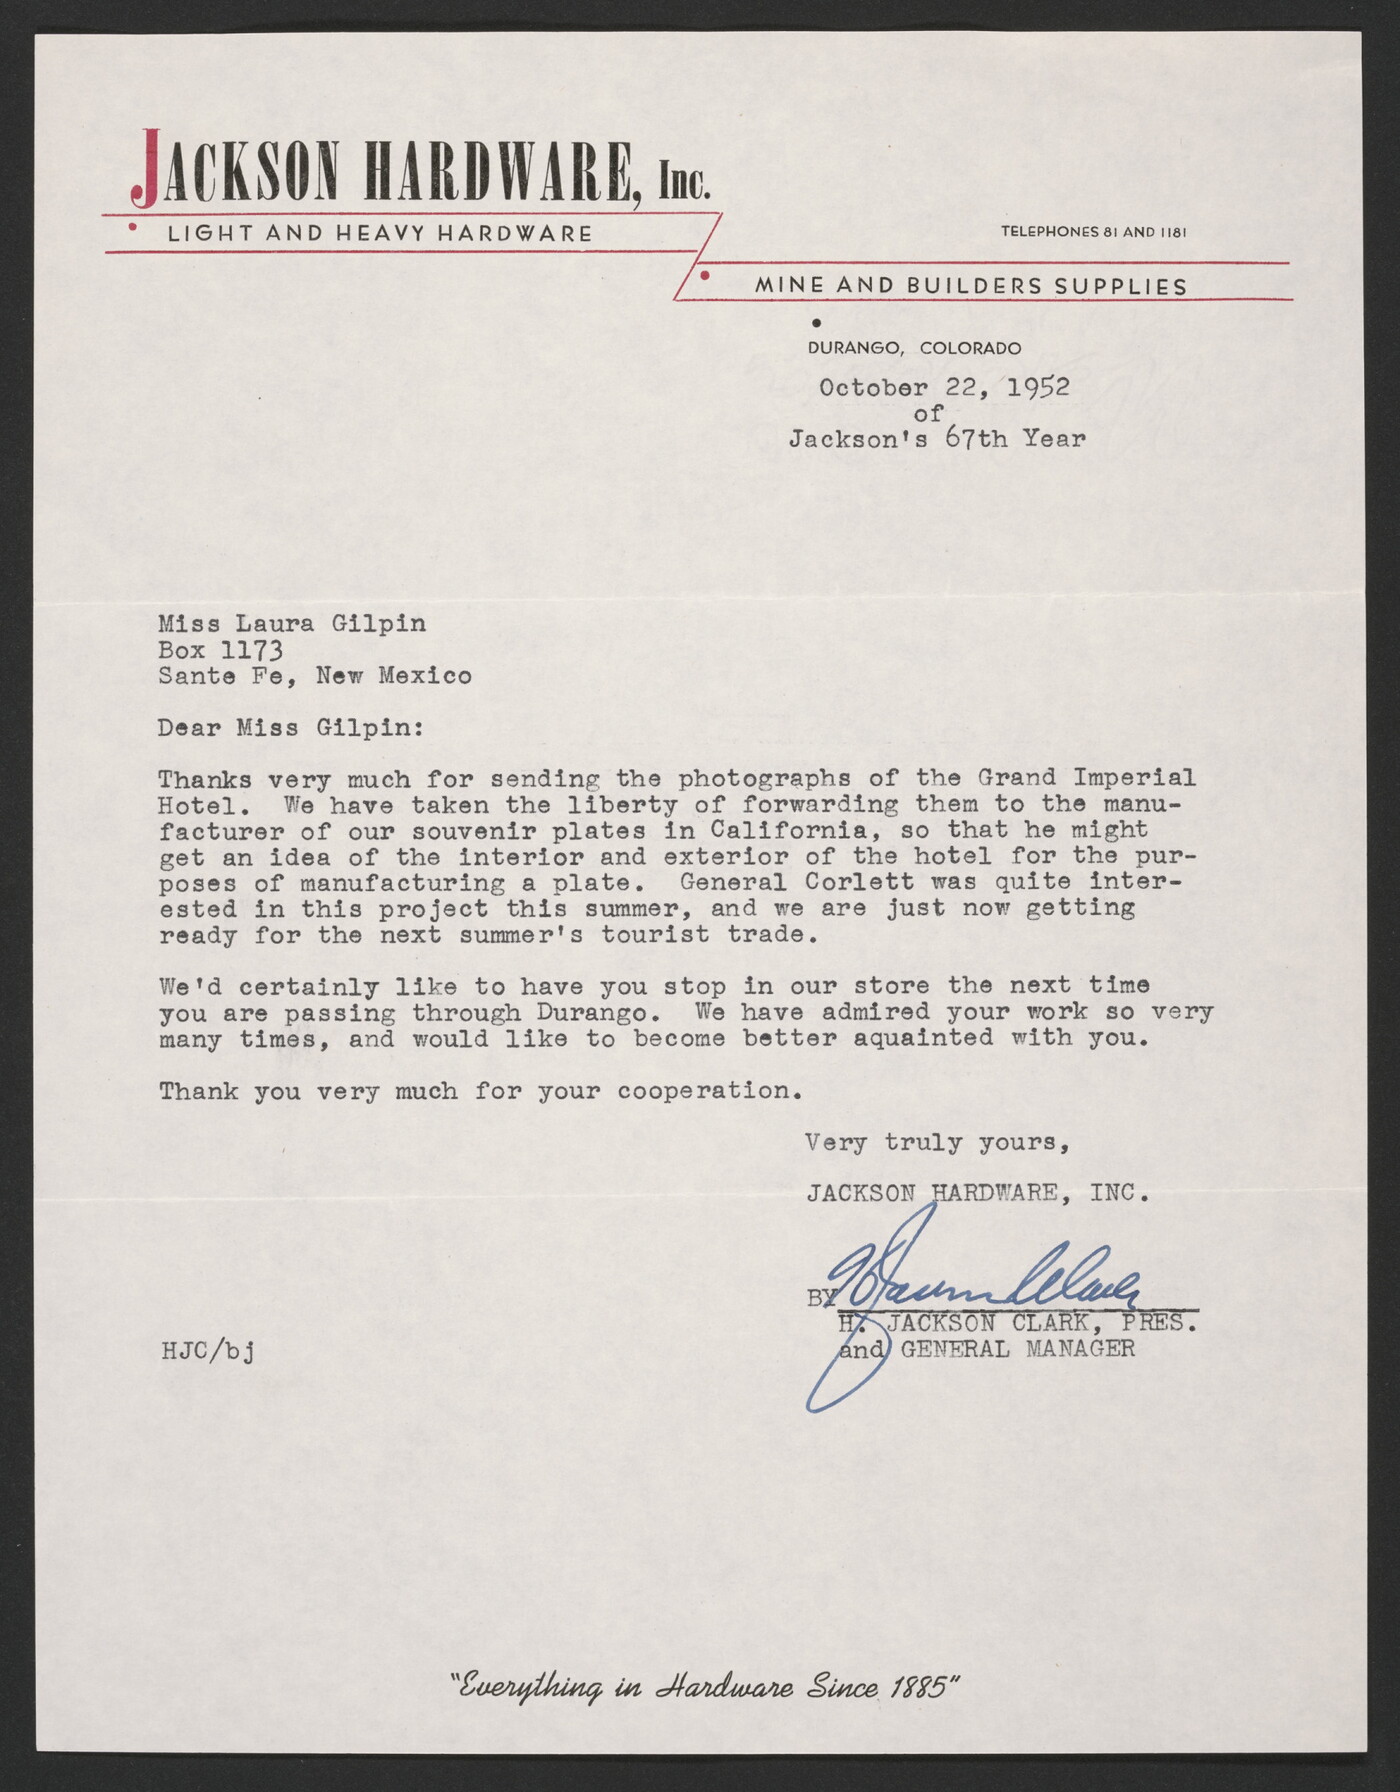 JACKSON HARDWARE, Inc.
LIGHT AND HEAVY HARDWARE
TELEPHONES 81 AND 1181
MINE AND BUILDERS SUPPLIES
DURANGO, COLORADO
October 22, 1952
of
Jackson's 67th Year
Miss Laura Gilpin
Box 1173
Sante Fe, New Mexico
Dear Miss Gilpin:
Thanks very much for sending the photographs of the Grand Imperial
Hotel. We have taken the liberty of forwarding them to the manu-
facturer of our souvenir plates in California, so that he might
get an idea of the interior and exterior of the hotel for the pur-
poses of manufacturing a plate. General Corlett was quite inter-
ested in this project this summer, and we are just now getting
ready for the next summer's tourist trade.
We'd certainly like to have you stop in our store the next time
you are passing through Durango. We have admired your work so very
many times, and would like to become better aquainted with you.
Thank you very much for your cooperation.
Very truly yours,
JACKSON HARDWARE, INC.
BY H Jackson Clark
H. JACKSON CLARK, PRES.
and GENERAL MANAGER
HJC/bj
"Everything in Hardware Since 1885"